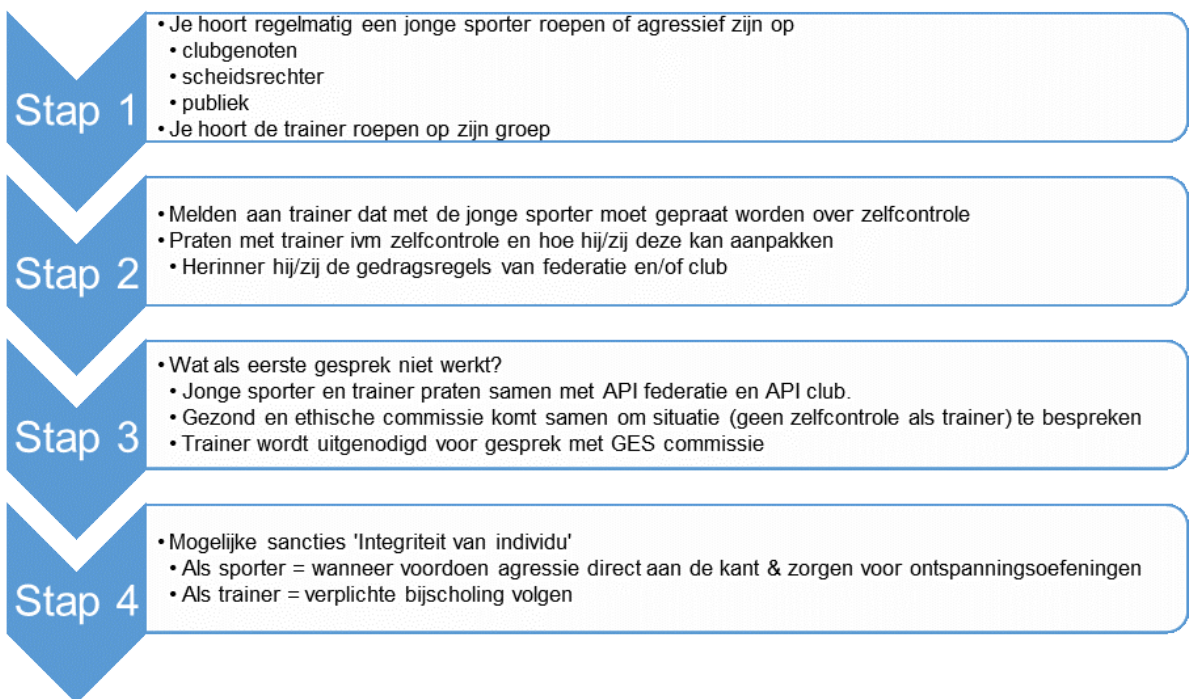 Stap 1
• Je hoort regelmatig een jonge sporter roepen of agressief zijn op
• clubgenoten
• scheidsrechter
• publiek
• Je hoort de trainer roepen op zijn groep
Stap 2
• Melden aan trainer dat met de jonge sporter moet gepraat worden over zelfcontrole
• Praten met trainer ivm zelfcontrole en hoe hij/zij deze kan aanpakken
• Herinner hij/zij de gedragsregels van federatie en/of club
Stap 3
• Wat als eerste gesprek niet werkt?
• Jonge sporter en trainer praten samen met API federatie en API club.
• Gezond en ethische commissie komt samen om situatie (geen zelfcontrole als trainer) te bespreken
• Trainer wordt uitgenodigd voor gesprek met GES commissie
Stap 4
• Mogelijke sancties 'Integriteit van individu'
• Als sporter = wanneer voordoen agressie direct aan de kant & zorgen voor ontspanningsoefeningen
• Als trainer = verplichte bijscholing volgen